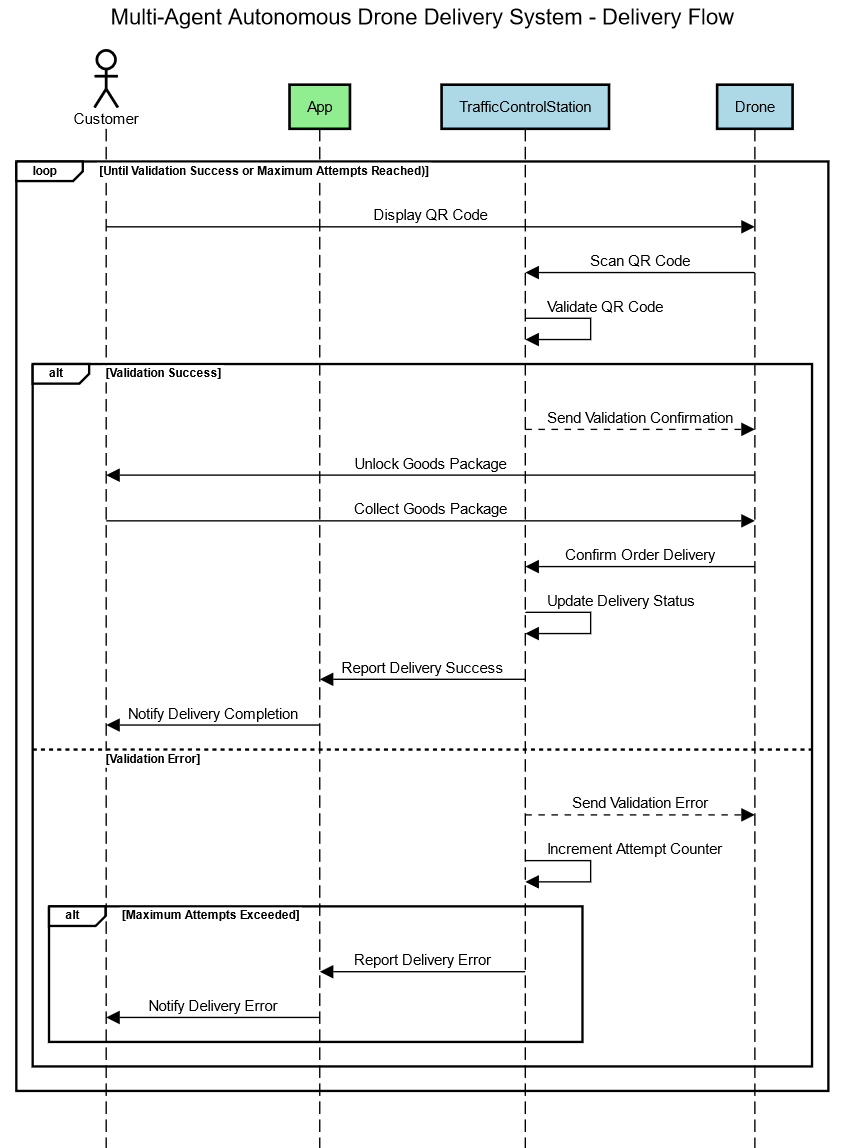 Multi-Agent Autonomous Drone Delivery System - Delivery Flow
Customer
App
TrafficControlStation
Drone
loop
[Until Validation Success or Maximum Attempts Reached)]
Display QR Code
Scan QR Code
Validate QR Code
alt
[Validation Success]
Send Validation Confirmation
Unlock Goods Package
Collect Goods Package
Confirm Order Delivery
Update Delivery Status
Report Delivery Success
Notify Delivery Completion
[Validation Error]
Send Validation Error
Increment Attempt Counter
alt
[Maximum Attempts Exceeded]
Report Delivery Error
Notify Delivery Error